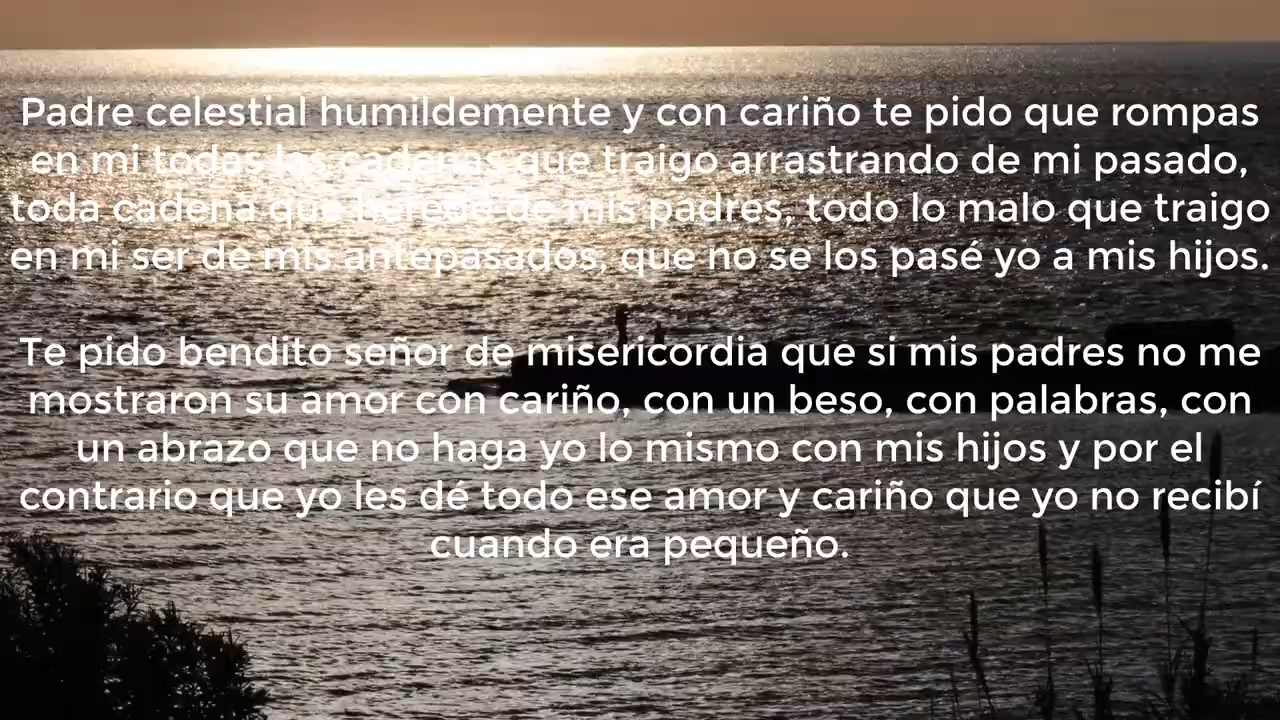 Padre celestial humildemente y con cariño te pido que rompas
en mi todas las cadenas que traigo arrastrando de mi pasado,
toda cadena que herede de mis padres, todo lo malo que traigo
en mi ser de mis antepasados, que no se los pasé yo a mis hijos.
Te pido bendito señor de misericordia que si mis padres no me
mostraron su amor con cariño, con un beso, con palabras, con
un abrazo que no haga yo lo mismo con mis hijos y por el
contrario que yo les dé todo ese amor y cariño que yo no recibí
cuando era pequeño.